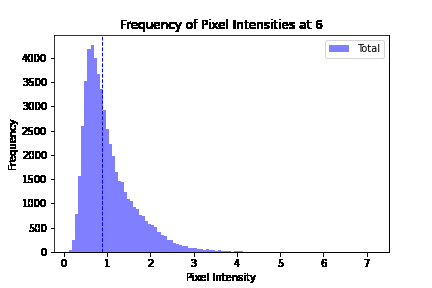 Frequency of Pixel Intensities at 6
Total
4000
3500
3000
2500
2000
1500
1000
500
0
Frequency
0 1 2 3 4 5 6 7
Pixel Intensity